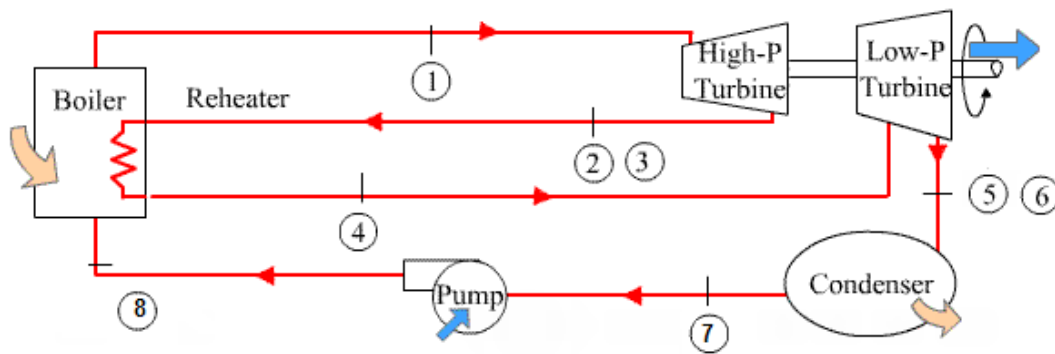 High-P
Turbine
Low-P
Turbine
Boiler
Reheater
1
2 3
4
5 6
Condenser
Pump
7
8